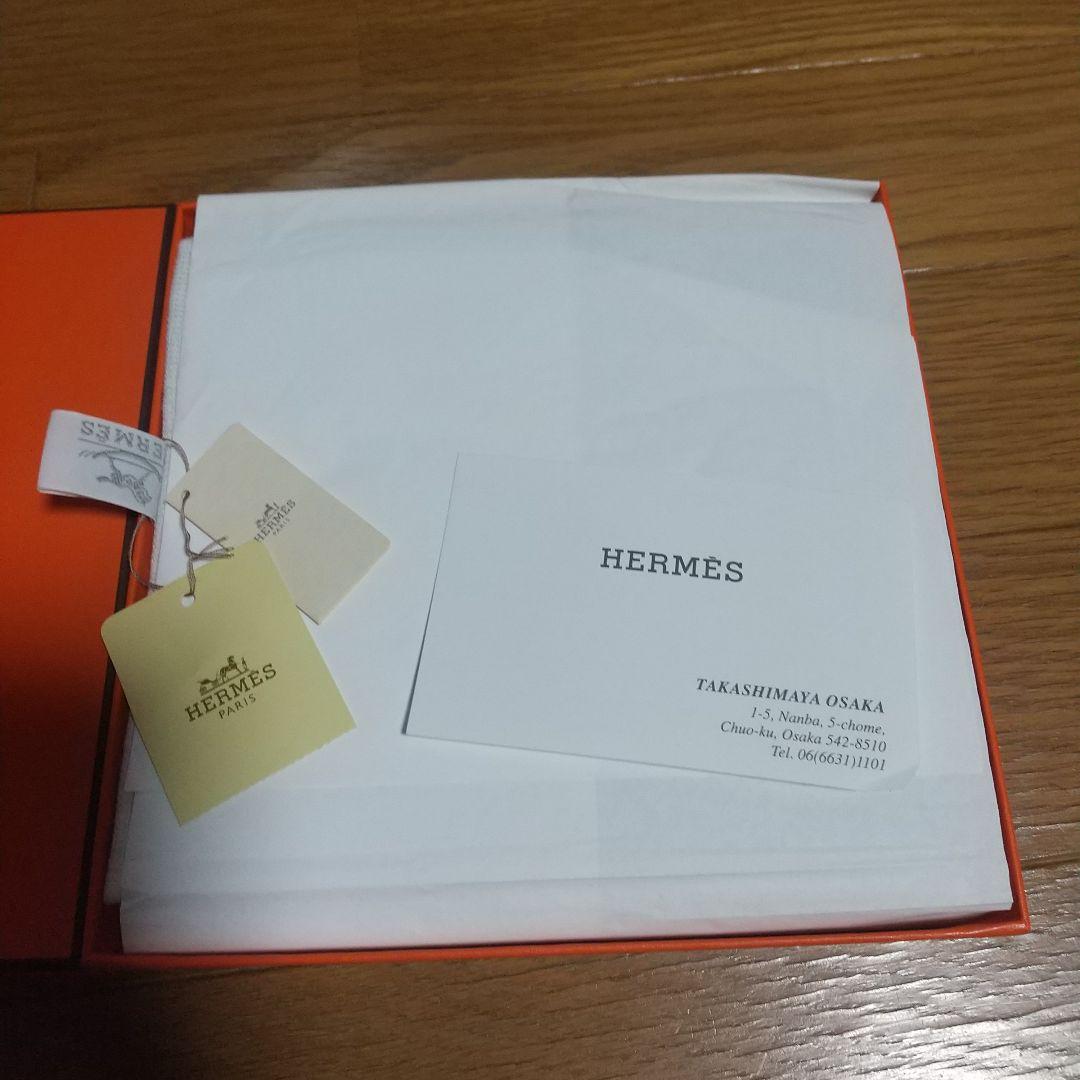 HERMÈS
HERMÈS
PARIS
HERMÈS
PARIS
HERMÈS
TAKASHIMAYA OSAKA
1-5, Nanba, 5-chome,
Chuo-ku, Osaka 542-8510
Tel. 06(6631)1101